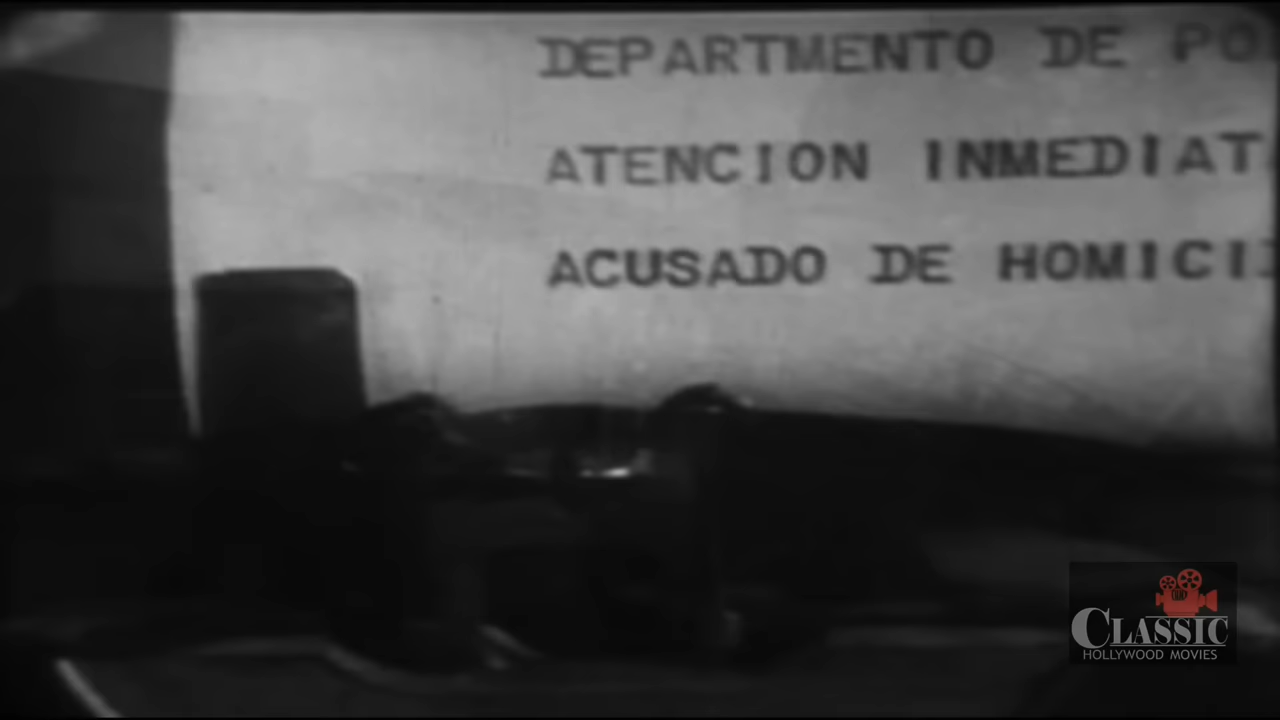 DEPARTMENTO DE PO
ATENCION INMEDIAT
ACUSADO DE HOMICI
CLASSIC
HOLLYWOOD MOVIES